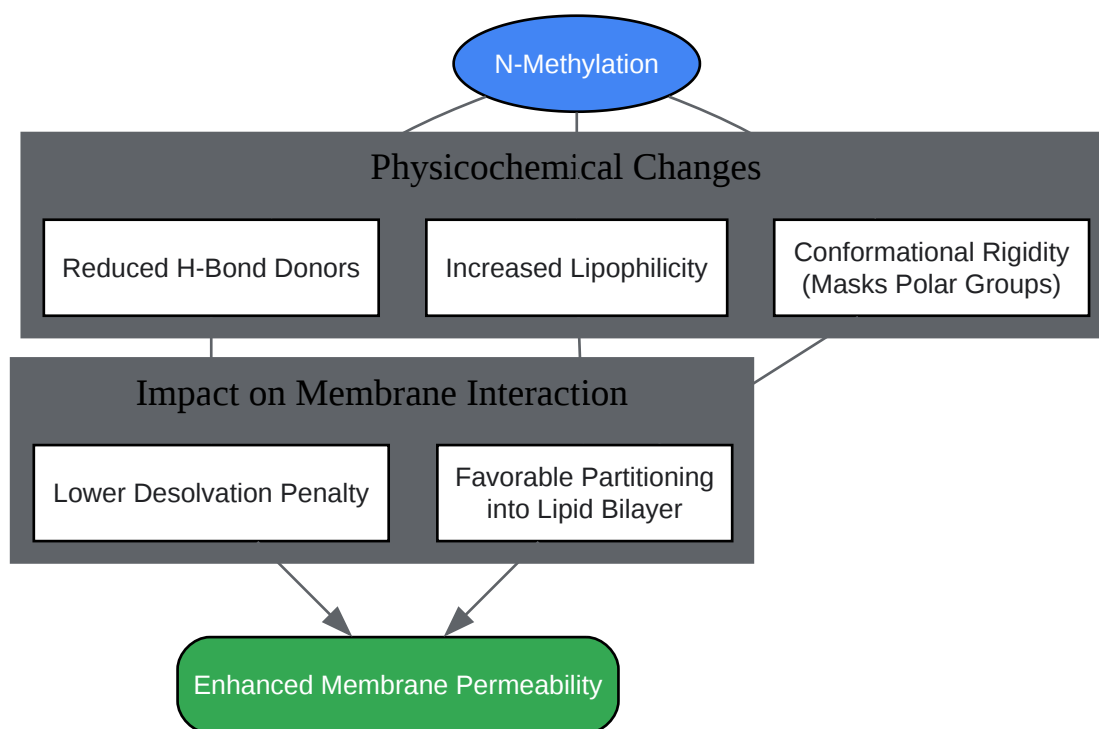 N-Methylation
Physicochemical Changes
Reduced H-Bond Donors
Increased Lipophilicity
Conformational Rigidity
(Masks Polar Groups)
Impact on Membrane Interaction
Lower Desolvation Penalty
Favorable Partitioning
into Lipid Bilayer
Enhanced Membrane Permeability